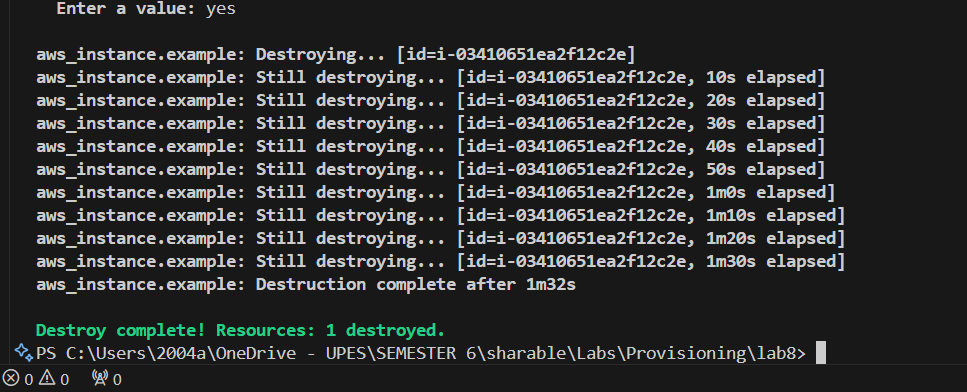 Enter a value: yes
aws_instance.example: Destroying... [id=i-03410651ea2f12c2e]
aws_instance.example: Still destroying... [id=i-03410651ea2f12c2e, 10s elapsed]
aws_instance.example: Still destroying... [id=i-03410651ea2f12c2e, 20s elapsed]
aws_instance.example: Still destroying... [id=i-03410651ea2f12c2e, 30s elapsed]
aws_instance.example: Still destroying... [id=i-03410651ea2f12c2e, 40s elapsed]
aws_instance.example: Still destroying... [id=i-03410651ea2f12c2e, 50s elapsed]
aws_instance.example: Still destroying... [id=i-03410651ea2f12c2e, 1m0s elapsed]
aws_instance.example: Still destroying... [id=i-03410651ea2f12c2e, 1m10s elapsed]
aws_instance.example: Still destroying... [id=i-03410651ea2f12c2e, 1m20s elapsed]
aws_instance.example: Still destroying... [id=i-03410651ea2f12c2e, 1m30s elapsed]
aws_instance.example: Destruction complete after 1m32s
Destroy complete! Resources: 1 destroyed.
PS C:\Users\2004a\OneDrive - UPES\SEMESTER 6\sharable\Labs\Provisioning\lab8>
0 0 0